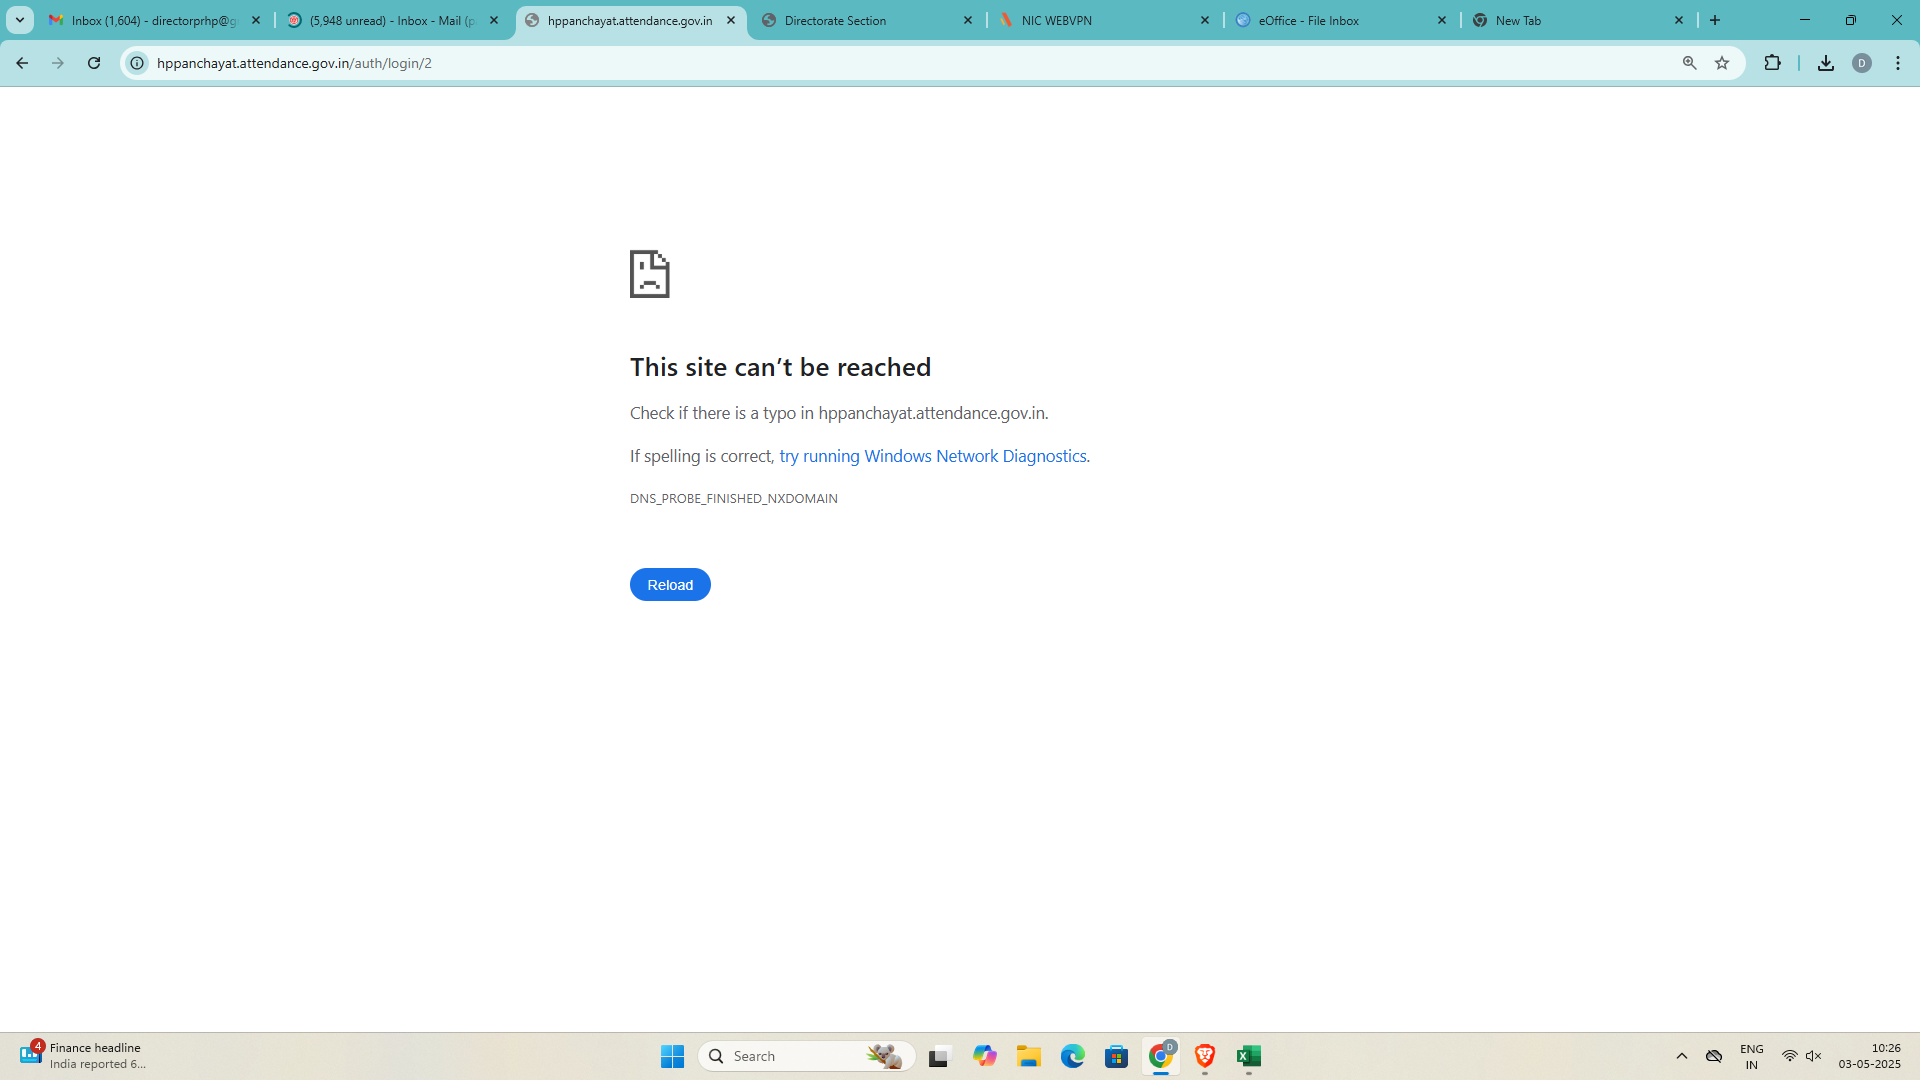 Inbox (1,604) - directorprhp@g
(5,948 unread) - Inbox - Mail (p
hppanchayat.attendance.gov.in
Directorate Section
NIC WEBVPN
eOffice - File Inbox
New Tab
hppanchayat.attendance.gov.in/auth/login/2
D
This site can’t be reached
Check if there is a typo in hppanchayat.attendance.gov.in.
If spelling is correct, try running Windows Network Diagnostics.
DNS_PROBE_FINISHED_NXDOMAIN
Reload
4
Finance headline
India reported 6...
Search
D
ENG
IN
10:26
03-05-2025